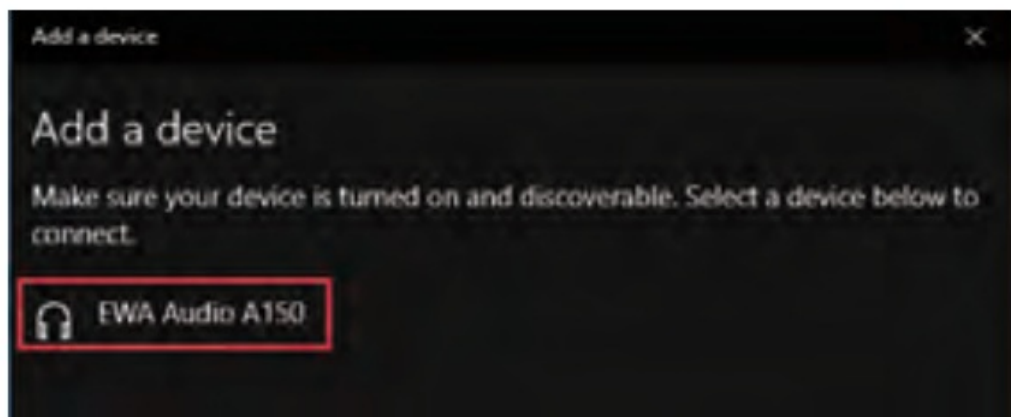 Add a device
Add a device
Make sure your device is turned on and discoverable. Select a device below to
connect.
EWA Audio A150